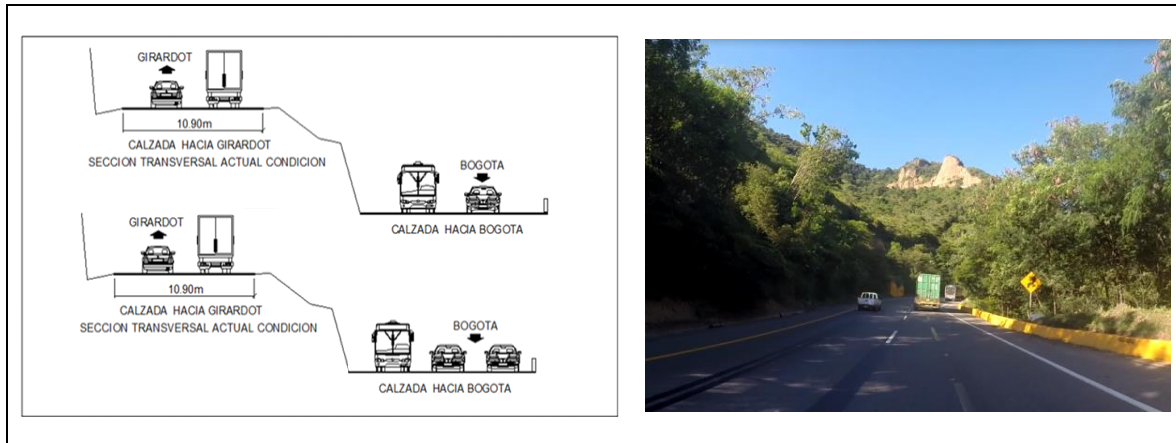 GIRARDOT
10.90m
CALZADA HACIA GIRARDOT
SECCION TRANSVERSAL ACTUAL CONDICION
BOGOTA
CALZADA HACIA BOGOTA
GIRARDOT
10.90m
CALZADA HACIA GIRARDOT
SECCION TRANSVERSAL ACTUAL CONDICION
BOGOTA
CALZADA HACIA BOGOTA